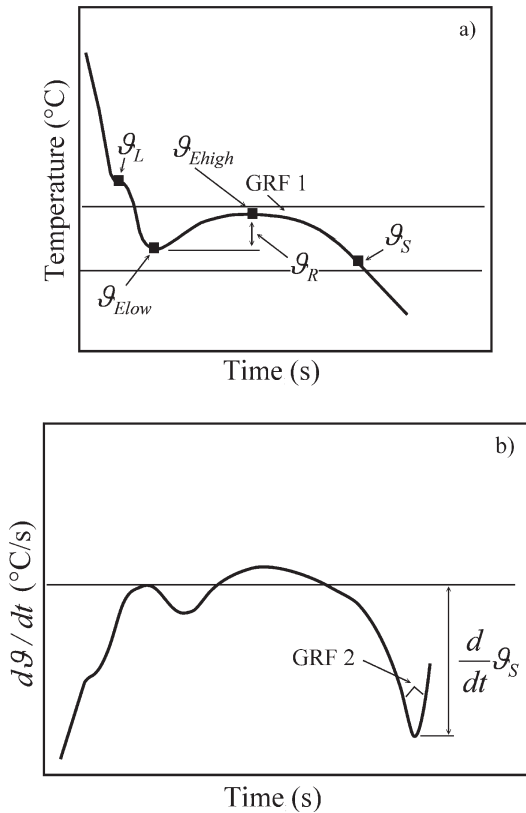 a)
ϑL
ϑEhigh
GRF 1
ϑS
ϑR
ϑElow
Temperature (°C)
Time (s)
b)
dϑ / dt (°C/s)
GRF 2
d/dt ϑS
Time (s)